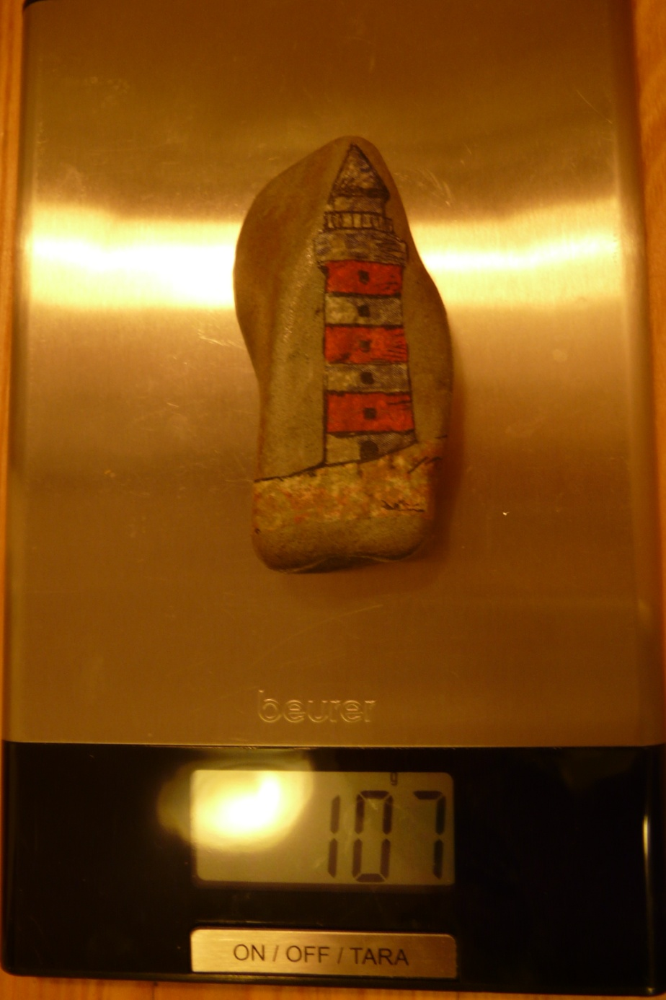 beurer
g
107
ON / OFF / TARA